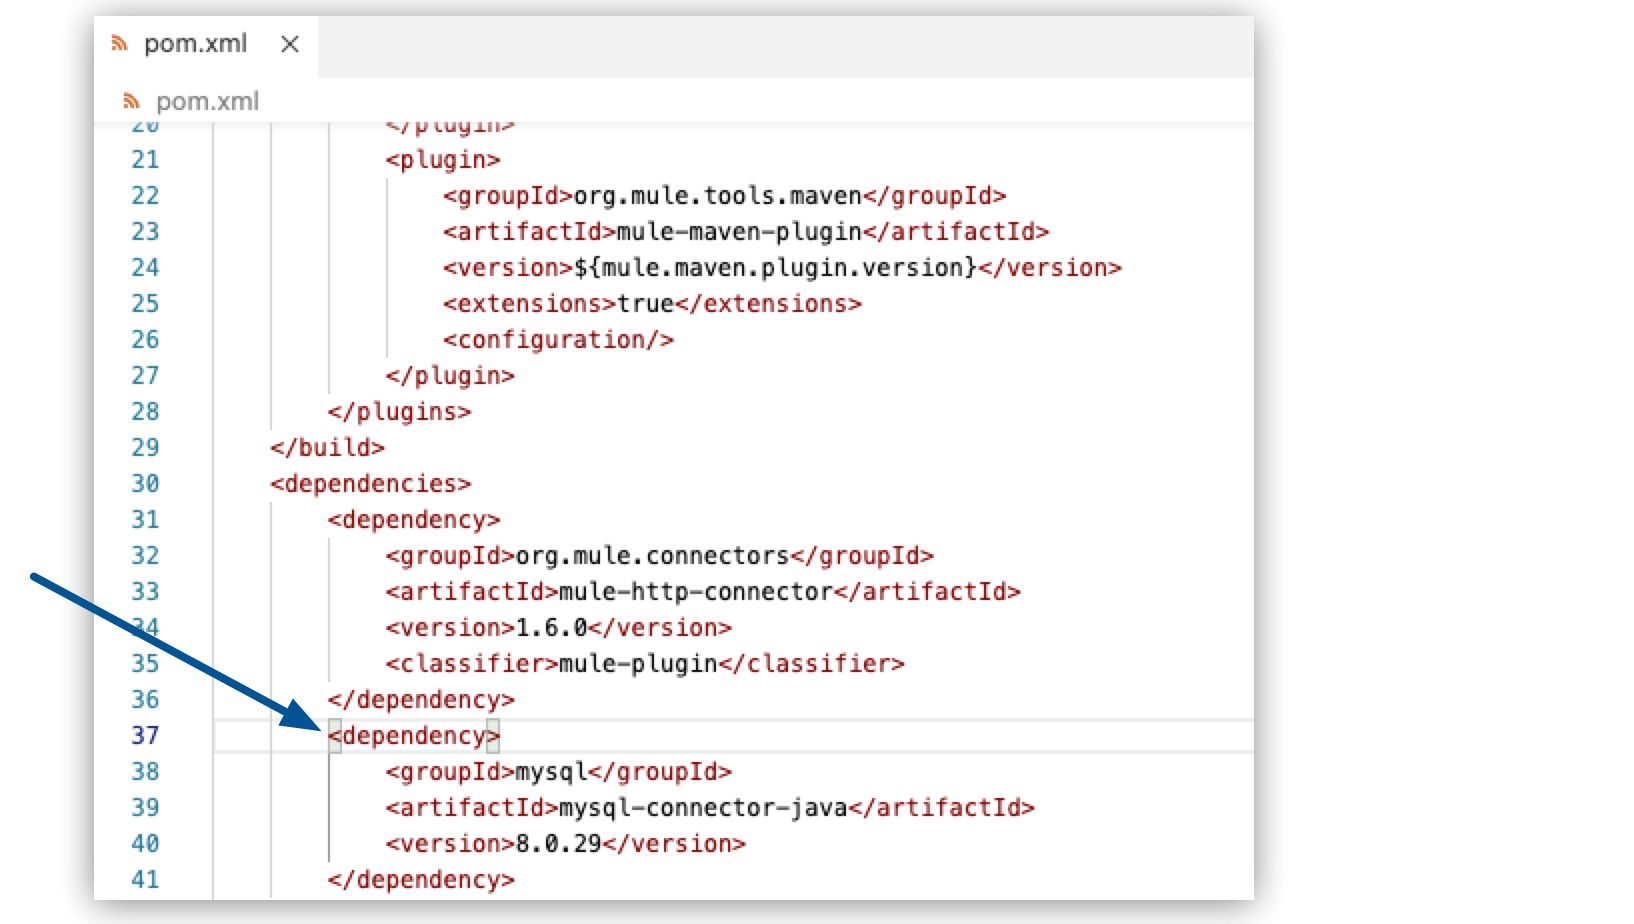 pom.xml
pom.xml
20 </plugin>
21 <plugin>
22 <groupId>org.mule.tools.maven</groupId>
23 <artifactId>mule-maven-plugin</artifactId>
24 <version>${mule.maven.plugin.version}</version>
25 <extensions>true</extensions>
26 <configuration/>
27 </plugin>
28 </plugins>
29 </build>
30 <dependencies>
31 <dependency>
32 <groupId>org.mule.connectors</groupId>
33 <artifactId>mule-http-connector</artifactId>
34 <version>1.6.0</version>
35 <classifier>mule-plugin</classifier>
36 </dependency>
37 <dependency>
38 <groupId>mysql</groupId>
39 <artifactId>mysql-connector-java</artifactId>
40 <version>8.0.29</version>
41 </dependency>